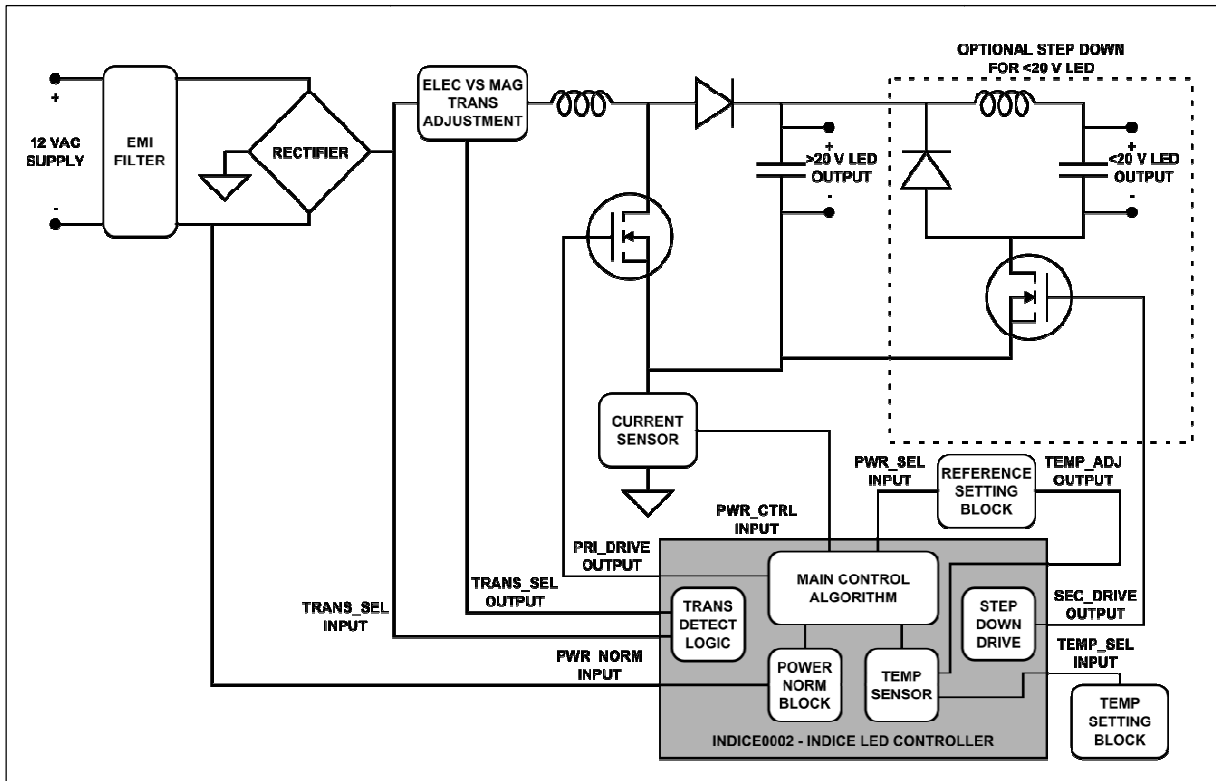 OPTIONAL STEP DOWN
FOR <20 V LED
+
12 VAC
SUPPLY
-
EMI
FILTER
RECTIFIER
ELEC VS MAG
TRANS
ADJUSTMENT
+
>20 V LED
OUTPUT
-
+
<20 V LED
OUTPUT
-
CURRENT
SENSOR
PWR_SEL
INPUT
REFERENCE
SETTING
BLOCK
TEMP_ADJ
OUTPUT
PWR_CTRL
INPUT
PRI_DRIVE
OUTPUT
TRANS_SEL
OUTPUT
TRANS_SEL
INPUT
PWR_NORM
INPUT
MAIN CONTROL
ALGORITHM
TRANS
DETECT
LOGIC
STEP
DOWN
DRIVE
SEC_DRIVE
OUTPUT
TEMP_SEL
INPUT
POWER
NORM
BLOCK
TEMP
SENSOR
TEMP
SETTING
BLOCK
INDICE0002 - INDICE LED CONTROLLER